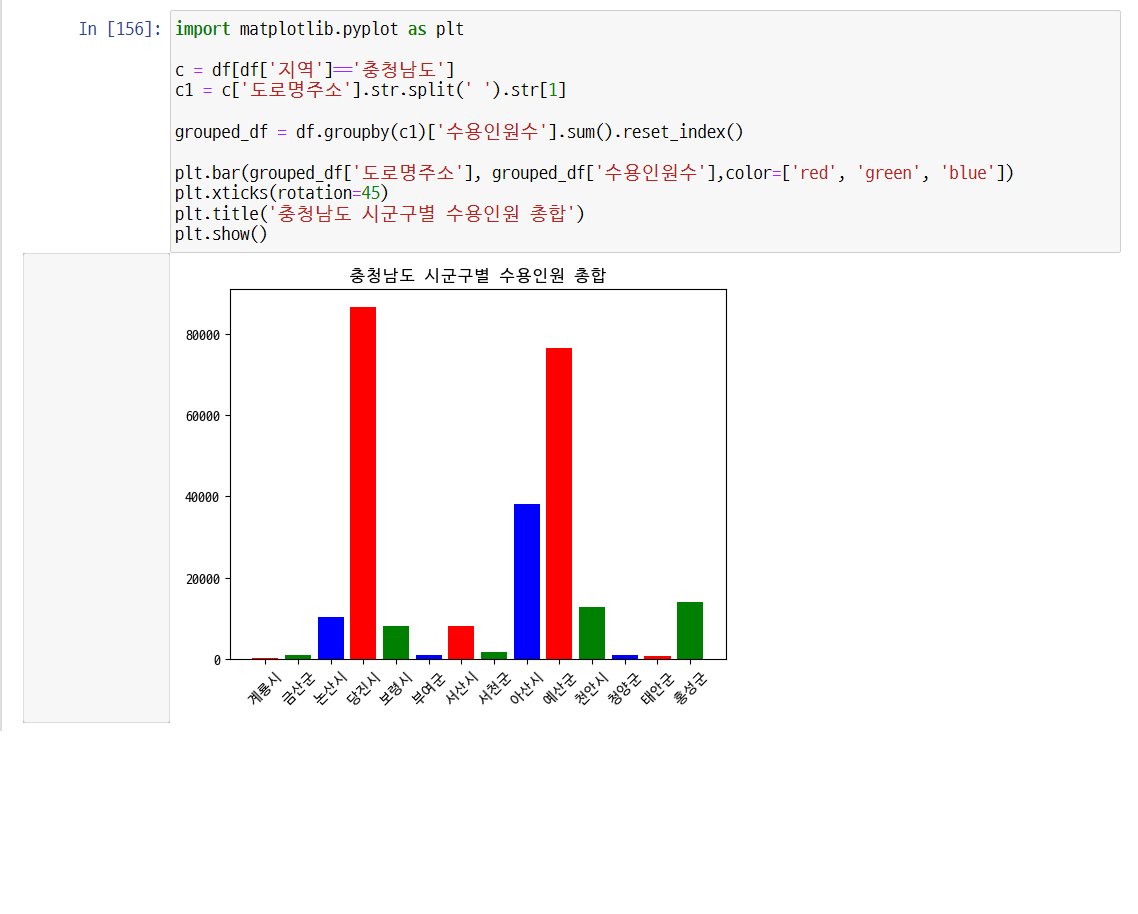 In [156]:
import matplotlib.pyplot as plt
c = df[df['지역']=='충청남도']
c1 = c['도로명주소'].str.split(' ').str[1]
grouped_df = df.groupby(c1)['수용인원수'].sum().reset_index()
plt.bar(grouped_df['도로명주소'], grouped_df['수용인원수'],color=['red', 'green', 'blue'])
plt.xticks(rotation=45)
plt.title('충청남도 시군구별 수용인원 총합')
plt.show()
충청남도 시군구별 수용인원 총합
80000
60000
40000
20000
0
계룡시 금산군 논산시 당진시 보령시 부여군 서산시 서천군 아산시 예산군 천안시 청양군 태안군 홍성군